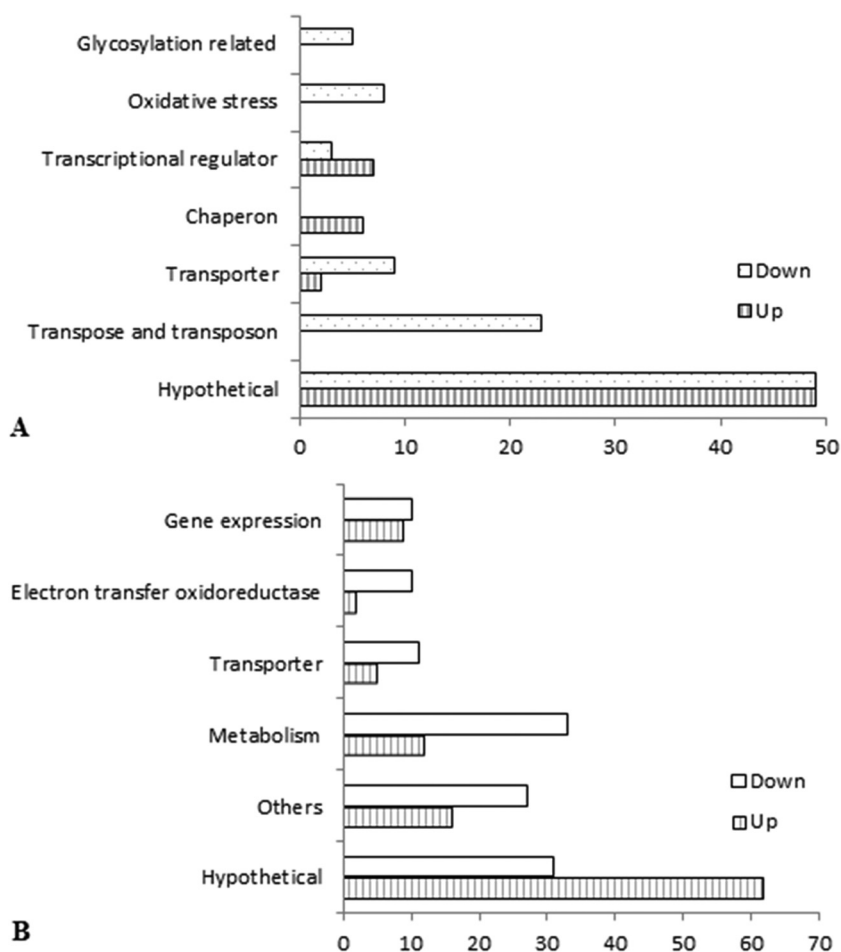 Glycosylation related
Oxidative stress
Transcriptional regulator
Chaperon
Transporter
Transpose and transposon
Hypothetical
Down
Up
A
0 10 20 30 40 50
Gene expression
Electron transfer oxidoreductase
Transporter
Metabolism
Others
Hypothetical
Down
Up
B
0 10 20 30 40 50 60 70